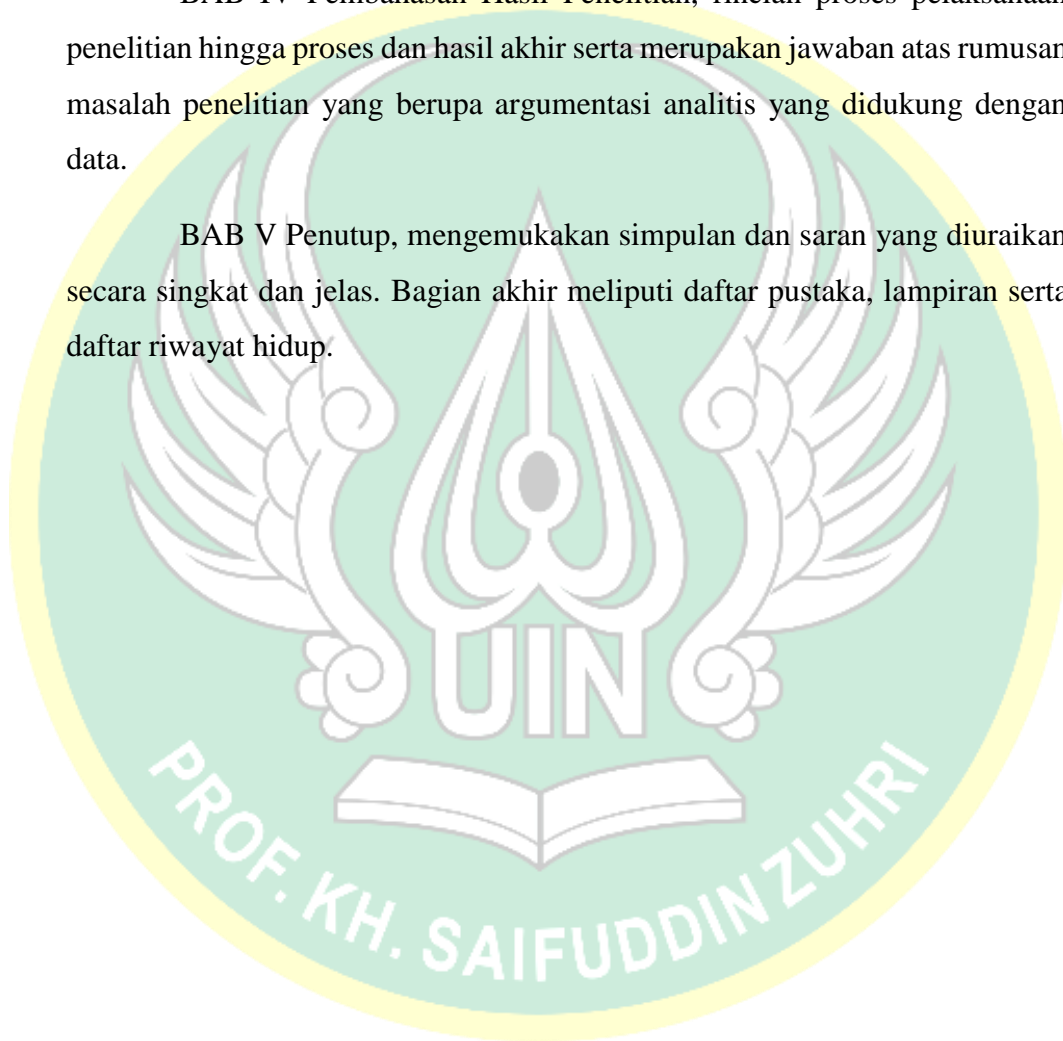 BAB IV Pembahasan Hasil Penelitian, rincian proses pelaksanaan
penelitian hingga proses dan hasil akhir serta merupakan jawaban atas rumusan
masalah penelitian yang berupa argumentasi analitis yang didukung dengan
data.
BAB V Penutup, mengemukakan simpulan dan saran yang diuraikan
secara singkat dan jelas. Bagian akhir meliputi daftar pustaka, lampiran serta
daftar riwayat hidup.
UIN
PROF. KH. SAIFUDDIN ZUHRI